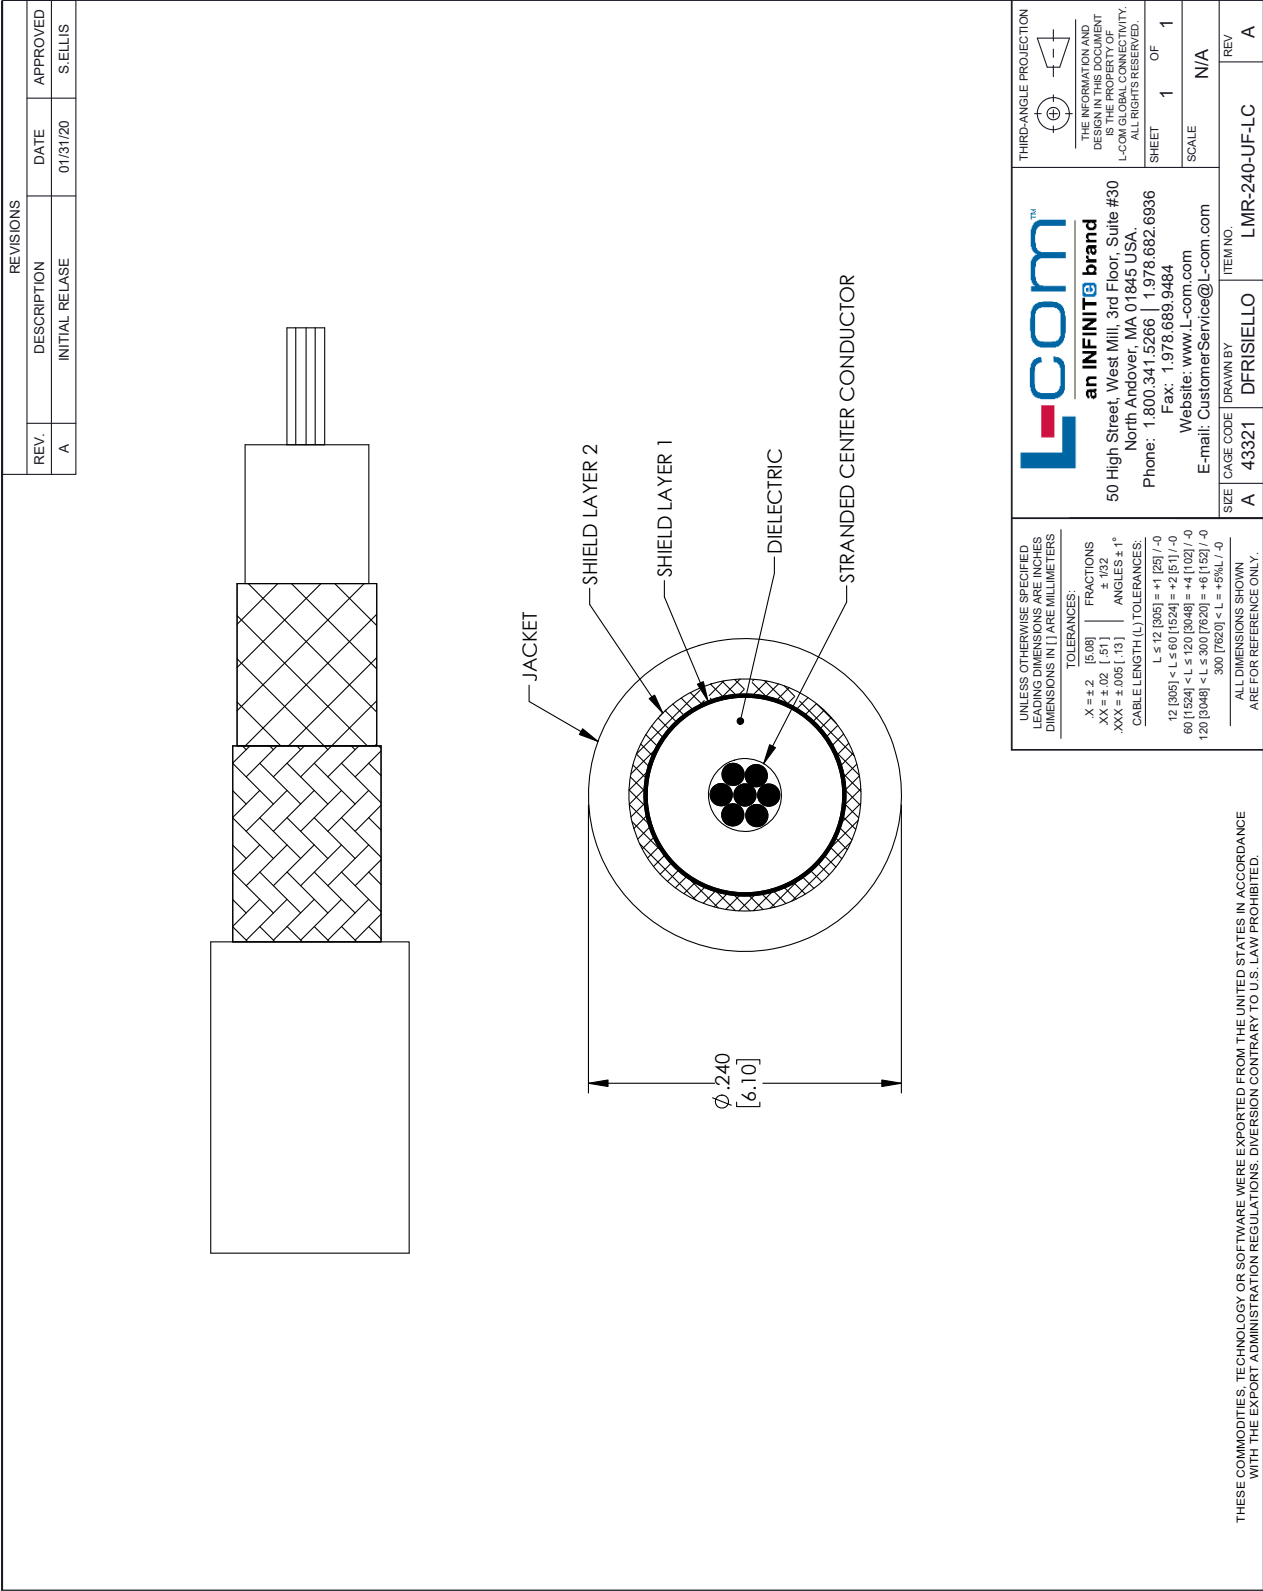 REVISIONS
REV. DESCRIPTION DATE APPROVED
A INITIAL RELASE 01/31/20 S.ELLIS
JACKET
SHIELD LAYER 2
SHIELD LAYER 1
DIELECTRIC
STRANDED CENTER CONDUCTOR
∅.240
[6.10]
UNLESS OTHERWISE SPECIFIED
LEADING DIMENSIONS ARE INCHES
DIMENSIONS IN [ ] ARE MILLIMETERS
TOLERANCES:
.X = ± .2 [5.08] FRACTIONS
.XX = ± .02 [.51] ± 1/32
.XXX = ± .005 [.13] ANGLES ± 1°
CABLE LENGTH (L) TOLERANCES:
L ≤ 12 [305] = +1 [25] / -0
12 [305] < L ≤ 60 [1524] = +2 [51] / -0
60 [1524] < L ≤ 120 [3048] = +4 [102] / -0
120 [3048] < L ≤ 300 [7620] = +6 [152] / -0
300 [7620] < L = +5%L / -0
ALL DIMENSIONS SHOWN
ARE FOR REFERENCE ONLY.
L-com™
an INFINITe brand
50 High Street, West Mill, 3rd Floor, Suite #30
North Andover, MA 01845 USA.
Phone: 1.800.341.5266 | 1.978.682.6936
Fax: 1.978.689.9484
Website: www.L-com.com
E-mail: CustomerService@L-com.com
THIRD-ANGLE PROJECTION
THE INFORMATION AND
DESIGN IN THIS DOCUMENT
IS THE PROPERTY OF
L-COM GLOBAL CONNECTIVITY.
ALL RIGHTS RESERVED.
SHEET 1 OF 1
SCALE N/A
SIZE CAGE CODE DRAWN BY ITEM NO. REV
A 43321 DFRISIELLO LMR-240-UF-LC A
THESE COMMODITIES, TECHNOLOGY OR SOFTWARE WERE EXPORTED FROM THE UNITED STATES IN ACCORDANCE
WITH THE EXPORT ADMINISTRATION REGULATIONS. DIVERSION CONTRARY TO U.S. LAW PROHIBITED.